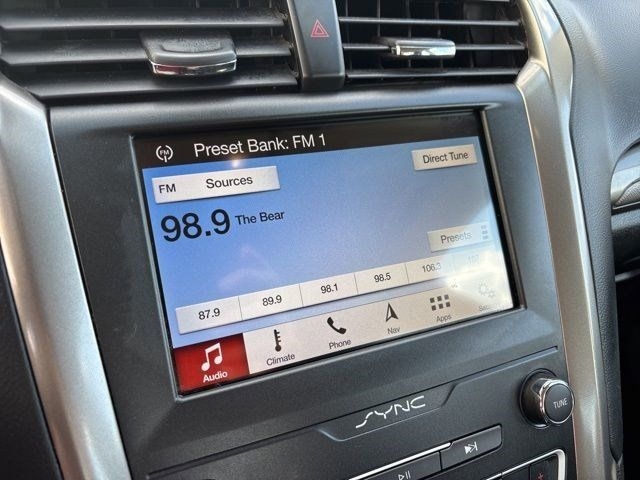 Preset Bank: FM 1
FM Sources
Direct Tune
98.9 The Bear
Presets
87.9 89.9 98.1 98.5 106.3
Audio Climate Phone Nav Apps
SYNC
TUNE